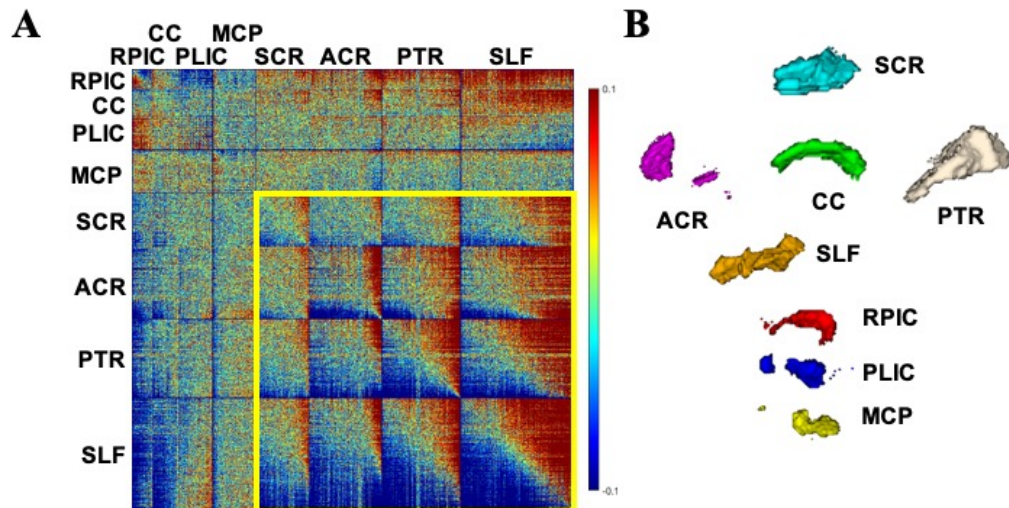 A
CC MCP
RPIC PLIC SCR ACR PTR SLF
RPIC
CC
PLIC
MCP
SCR
ACR
PTR
SLF
0.1
-0.1
B
SCR
ACR
CC
PTR
SLF
RPIC
PLIC
MCP